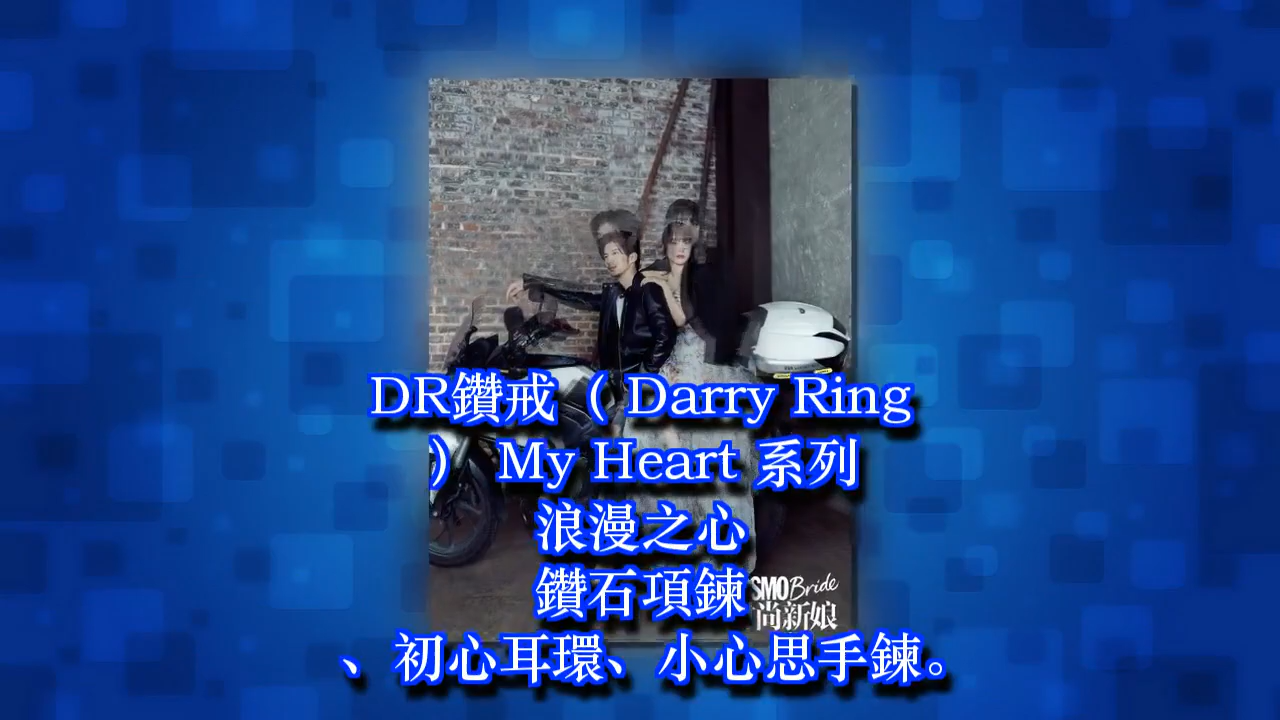 DR鑽戒（ Darry Ring
） My Heart 系列
浪漫之心
鑽石項鍊
SMO Bride
尚新娘
、初心耳環、小心思手鍊。